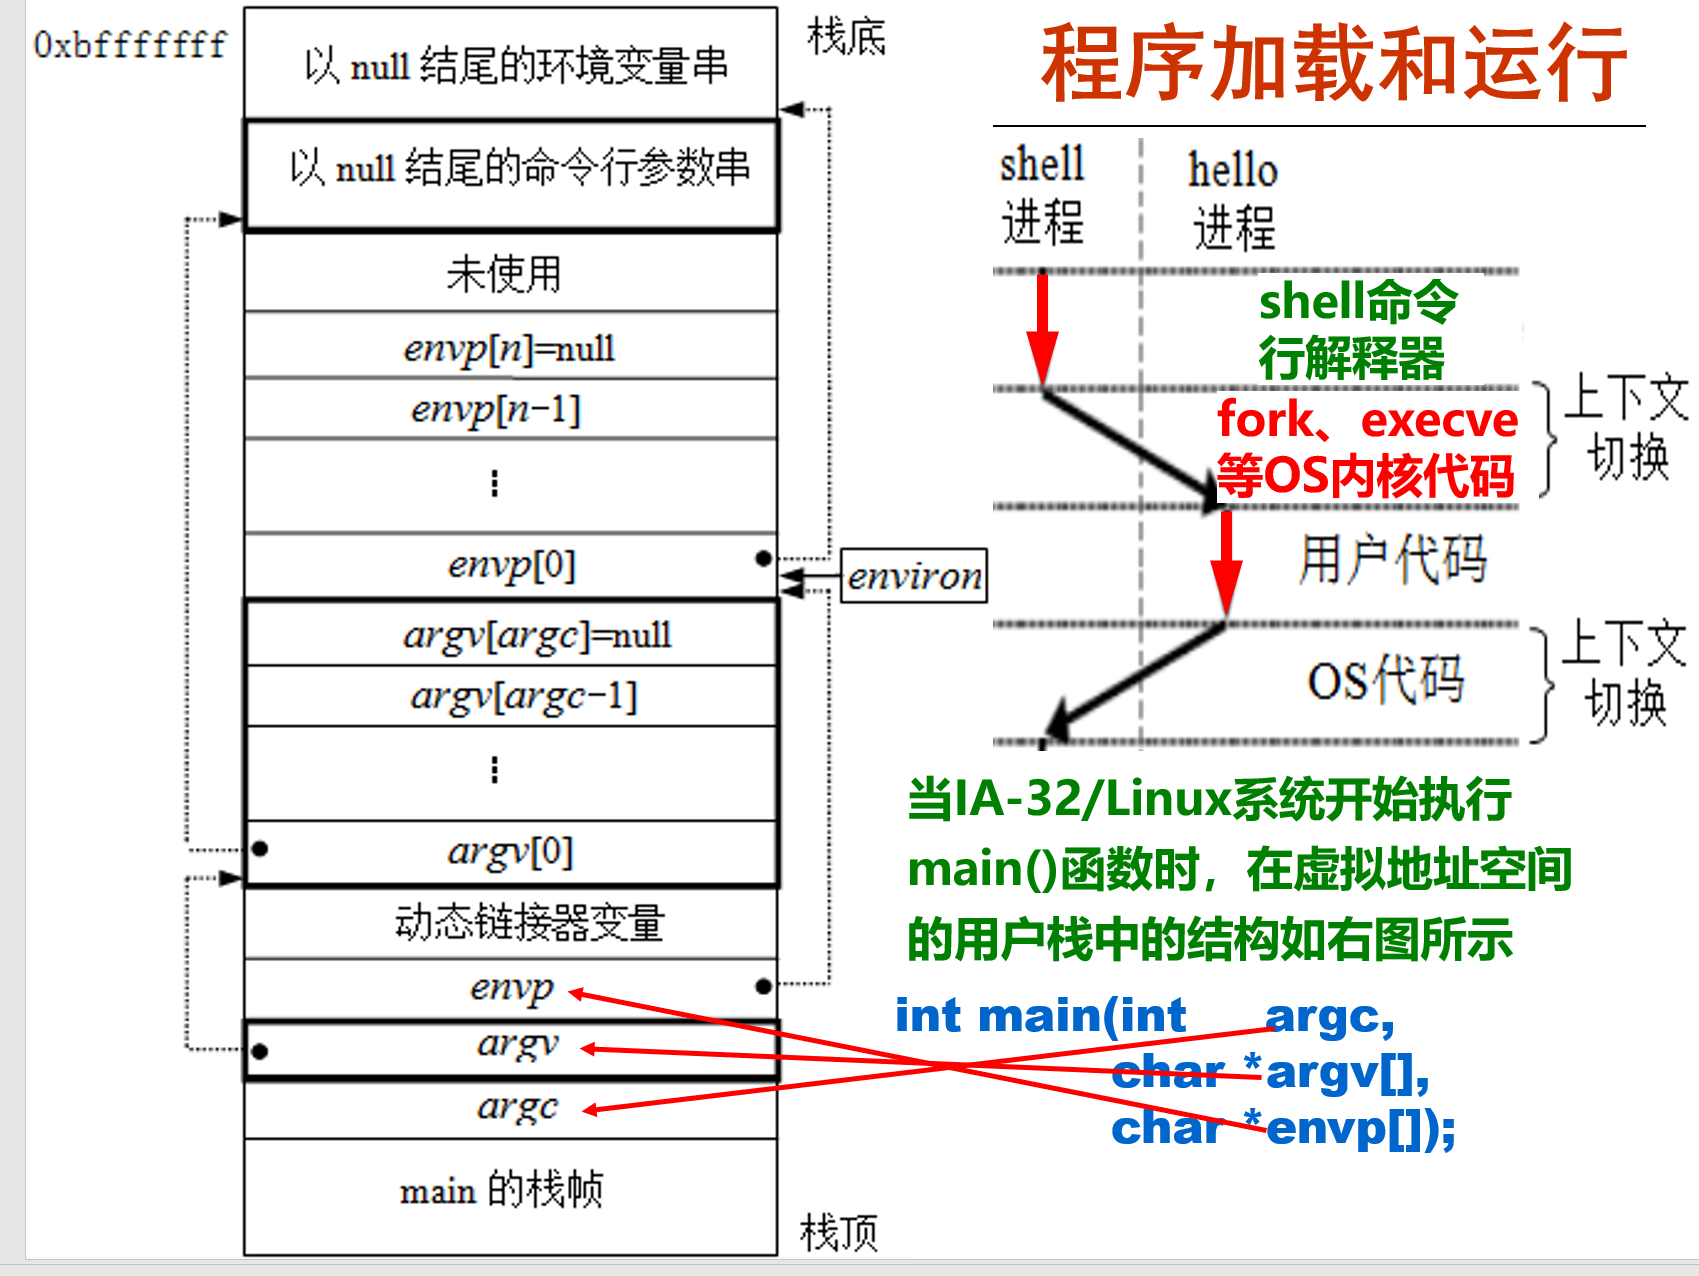 程序加载和运行
0xbfffffff
栈底
以 null 结尾的环境变量串
以 null 结尾的命令行参数串
未使用
envp[n]=null
envp[n-1]
⋮
envp[0]
environ
argv[argc]=null
argv[argc-1]
⋮
argv[0]
动态链接器变量
envp
argv
argc
main 的栈帧
栈顶
shell
进程
hello
进程
shell命令
行解释器
fork、execve
等OS内核代码
上下文
切换
用户代码
OS代码
上下文
切换
当IA-32/Linux系统开始执行
main()函数时，在虚拟地址空间
的用户栈中的结构如右图所示
int main(int argc,
char *argv[],
char *envp[]);